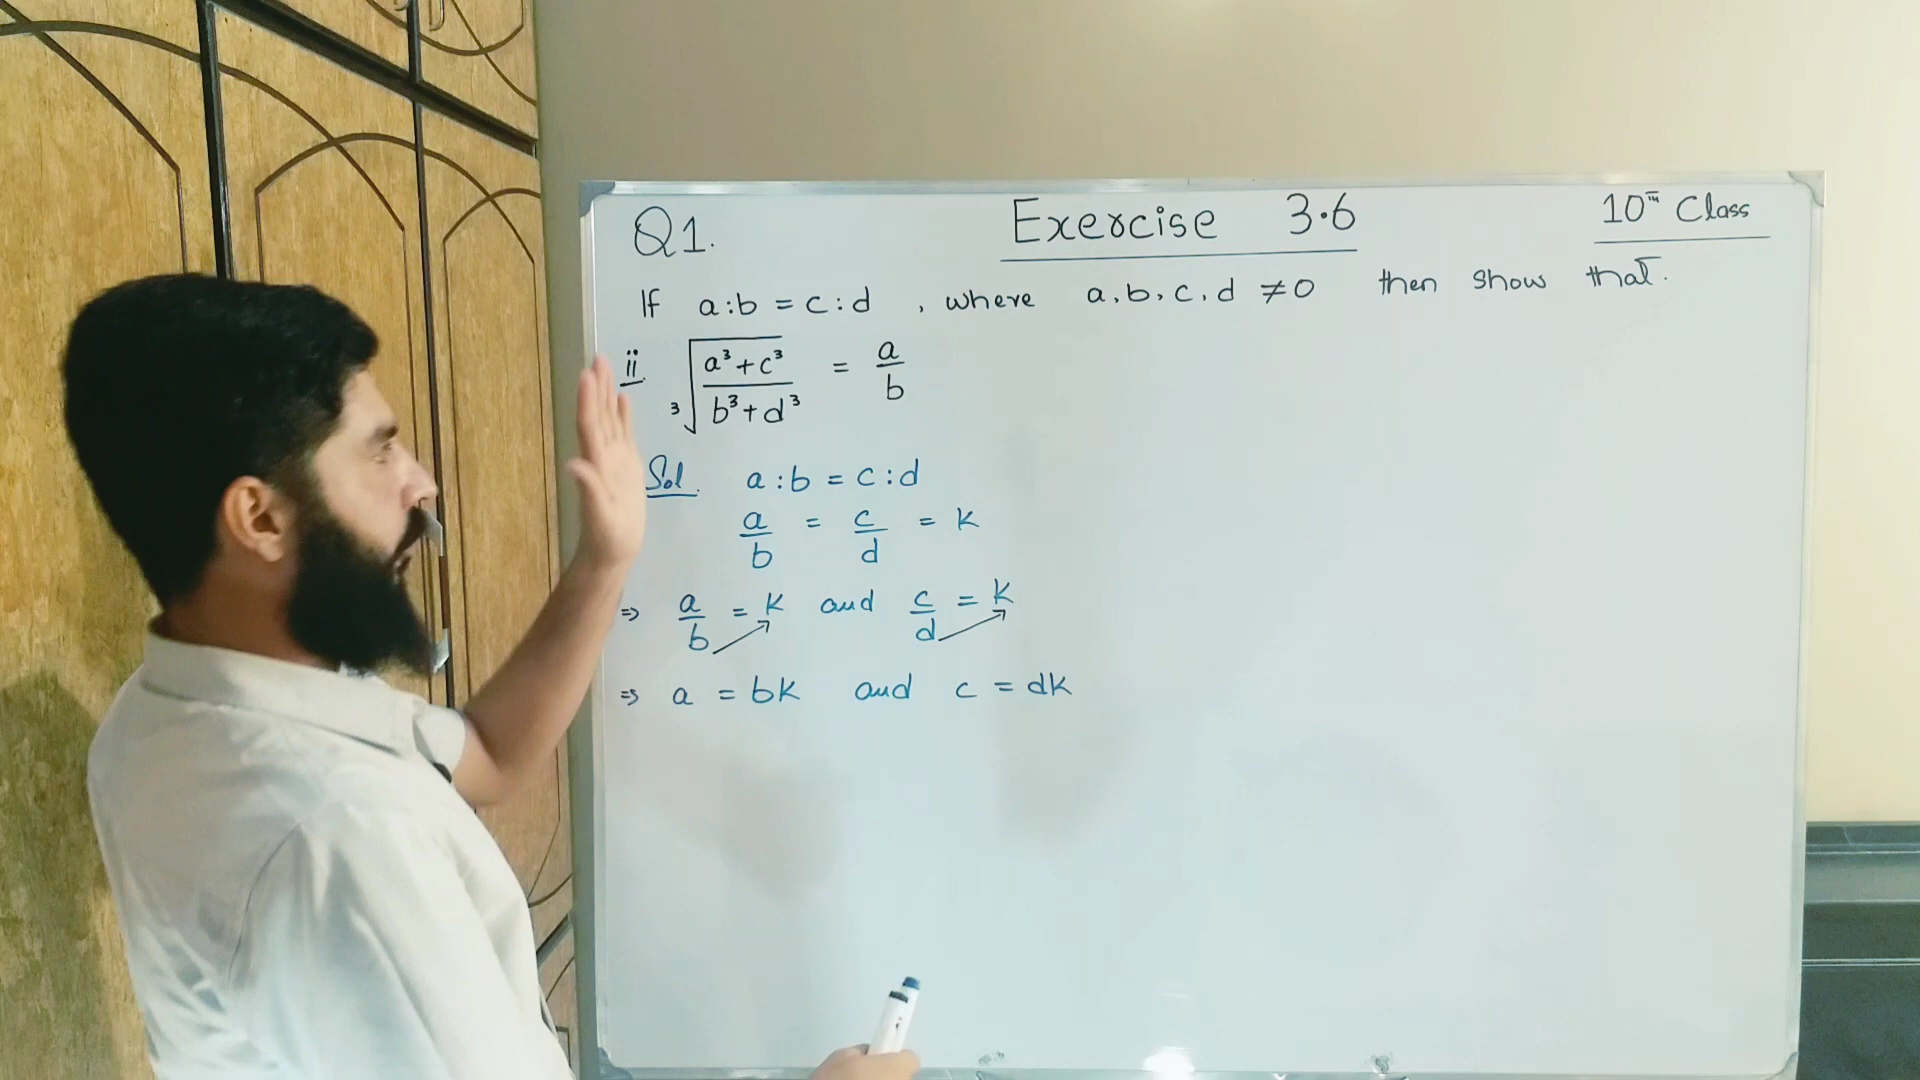 Q1. Exercise 3.6 10th Class
If a:b = c:d , where a, b, c, d ≠ 0 then show that.
ii. ∛((a³+c³)/(b³+d³)) = a/b
Sol. a:b = c:d
a/b = c/d = k
⇒ a/b = k and c/d = k
⇒ a = bk and c = dk